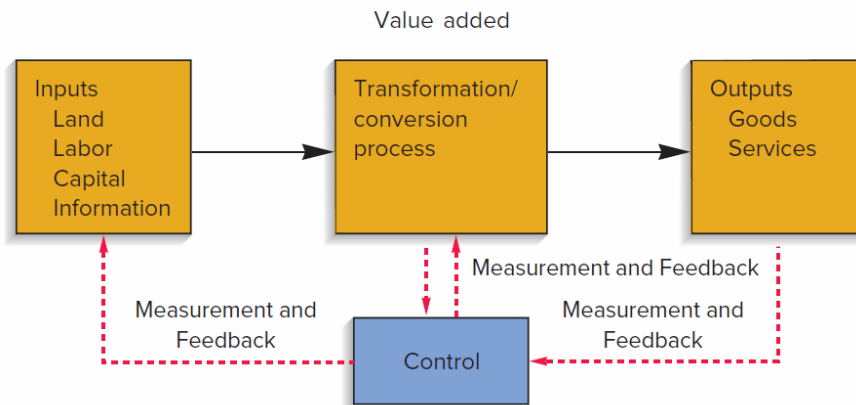 Value added
Inputs
Land
Labor
Capital
Information
Transformation/
conversion
process
Outputs
Goods
Services
Measurement and Feedback
Measurement and
Feedback
Measurement and
Feedback
Control